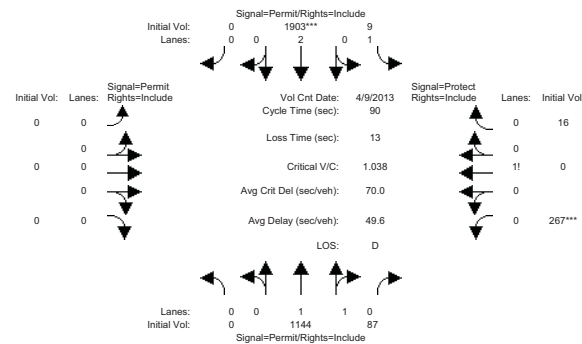 Signal=Permit/Rights=Include
Initial Vol: 0 1903*** 9
Lanes: 0 0 2 0 1
Signal=Permit
Initial Vol: Lanes: Rights=Include
Vol Cnt Date: 4/9/2013
Signal=Protect
Rights=Include Lanes: Initial Vol
Cycle Time (sec): 90
0 0
0 16
Loss Time (sec): 13
0
0
0 0
Critical V/C: 1.038
1! 0
0
Avg Crit Del (sec/veh): 70.0
0
0 0
Avg Delay (sec/veh): 49.6
0 267***
LOS: D
Lanes: 0 0 1 1 0
Initial Vol: 0 1144 87
Signal=Permit/Rights=Include